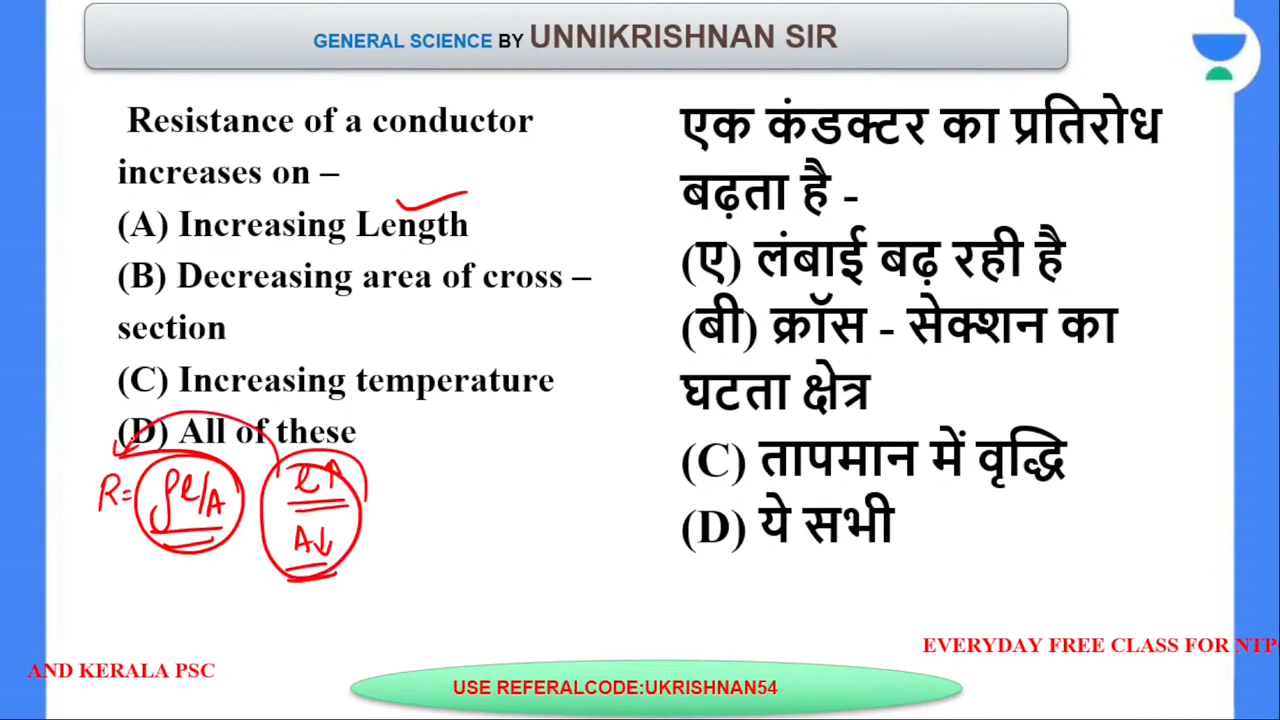 GENERAL SCIENCE BY UNNIKRISHNAN SIR
Resistance of a conductor
increases on –
(A) Increasing Length
(B) Decreasing area of cross –
section
(C) Increasing temperature
(D) All of these
R= ρl/A
l↑
A↓
एक कंडक्टर का प्रतिरोध
बढ़ता है -
(ए) लंबाई बढ़ रही है
(बी) क्रॉस - सेक्शन का
घटता क्षेत्र
(C) तापमान में वृद्धि
(D) ये सभी
EVERYDAY FREE CLASS FOR NTP
AND KERALA PSC
USE REFERALCODE:UKRISHNAN54